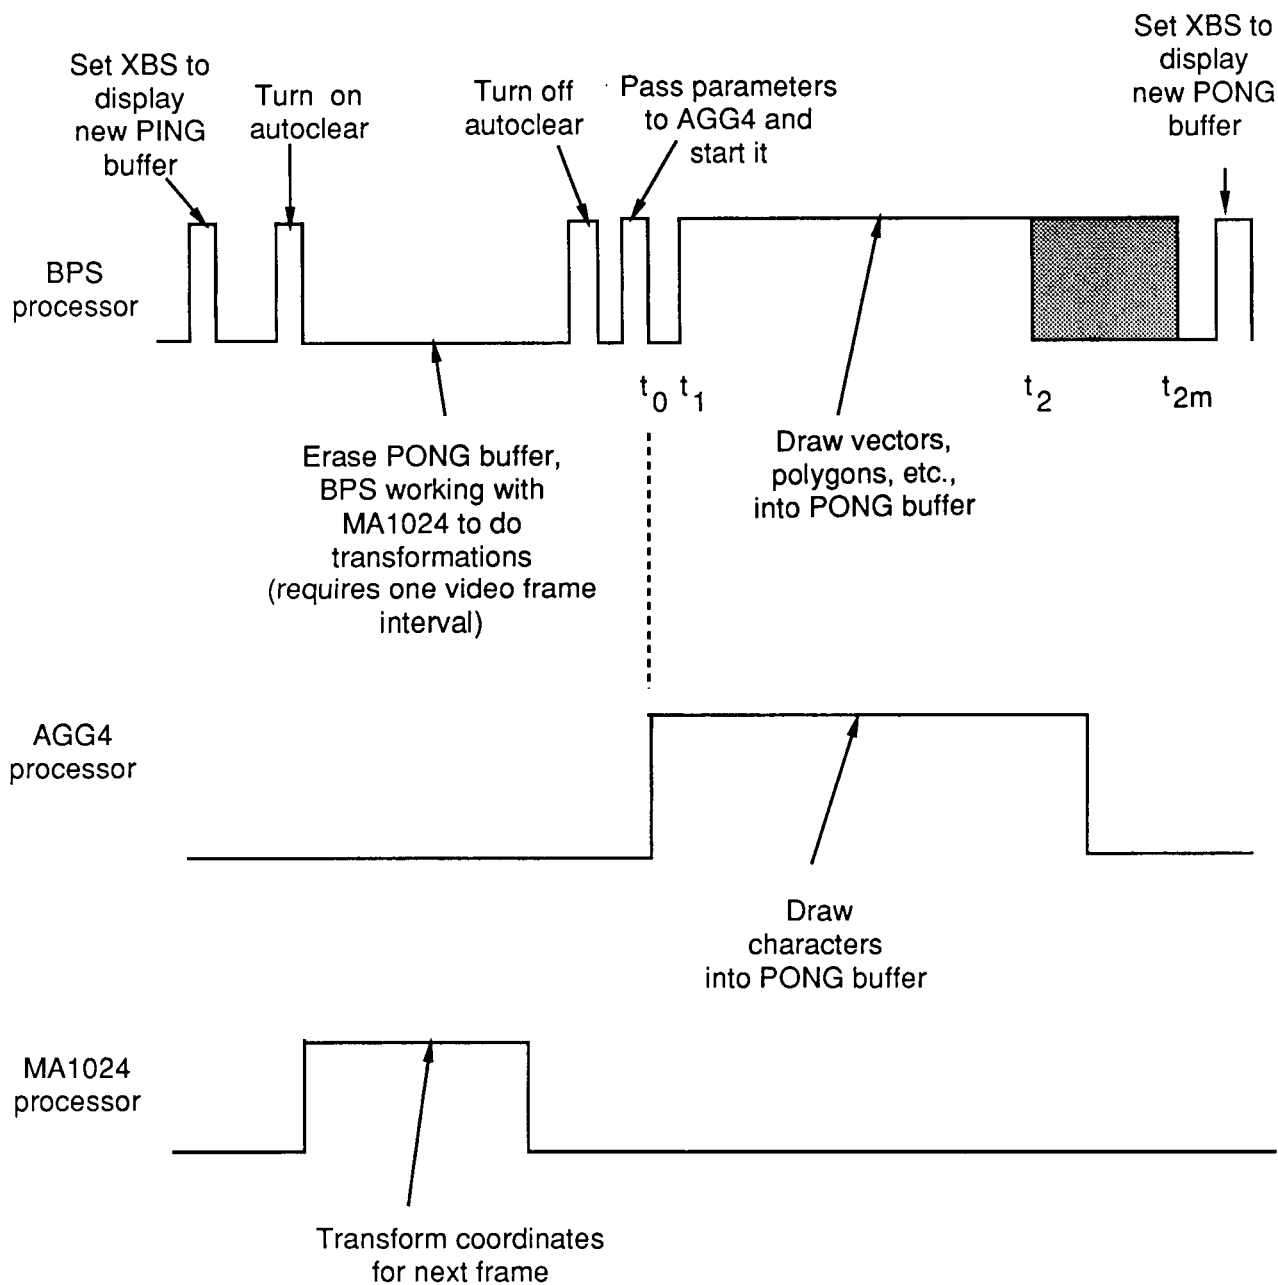 Set XBS to
display
new PING
buffer
Turn on
autoclear
Turn off
autoclear
Pass parameters
to AGG4 and
start it
Set XBS to
display
new PONG
buffer
BPS
processor
t0 t1 t2 t2m
Erase PONG buffer,
BPS working with
MA1024 to do
transformations
(requires one video frame
interval)
Draw vectors,
polygons, etc.,
into PONG buffer
AGG4
processor
Draw
characters
into PONG buffer
MA1024
processor
Transform coordinates
for next frame